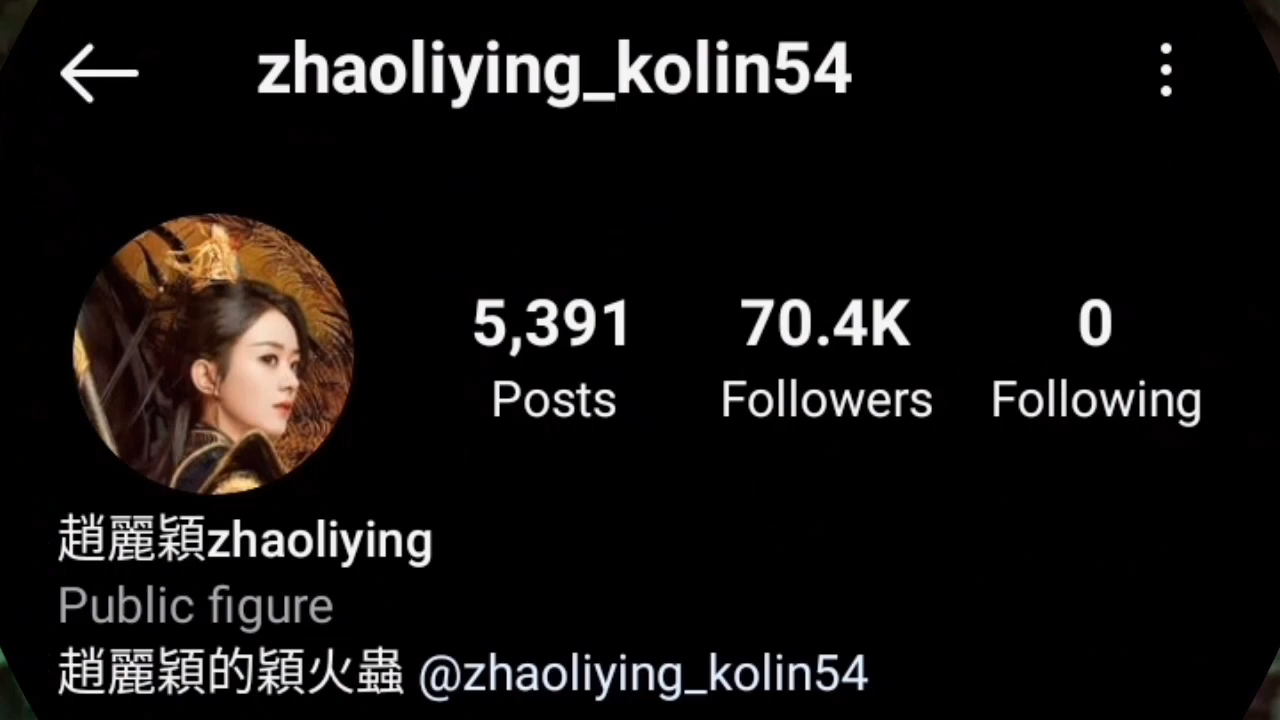 zhaoliying_kolin54
5,391 70.4K 0
Posts Followers Following
趙麗穎zhaoliying
Public figure
趙麗穎的穎火蟲 @zhaoliying_kolin54